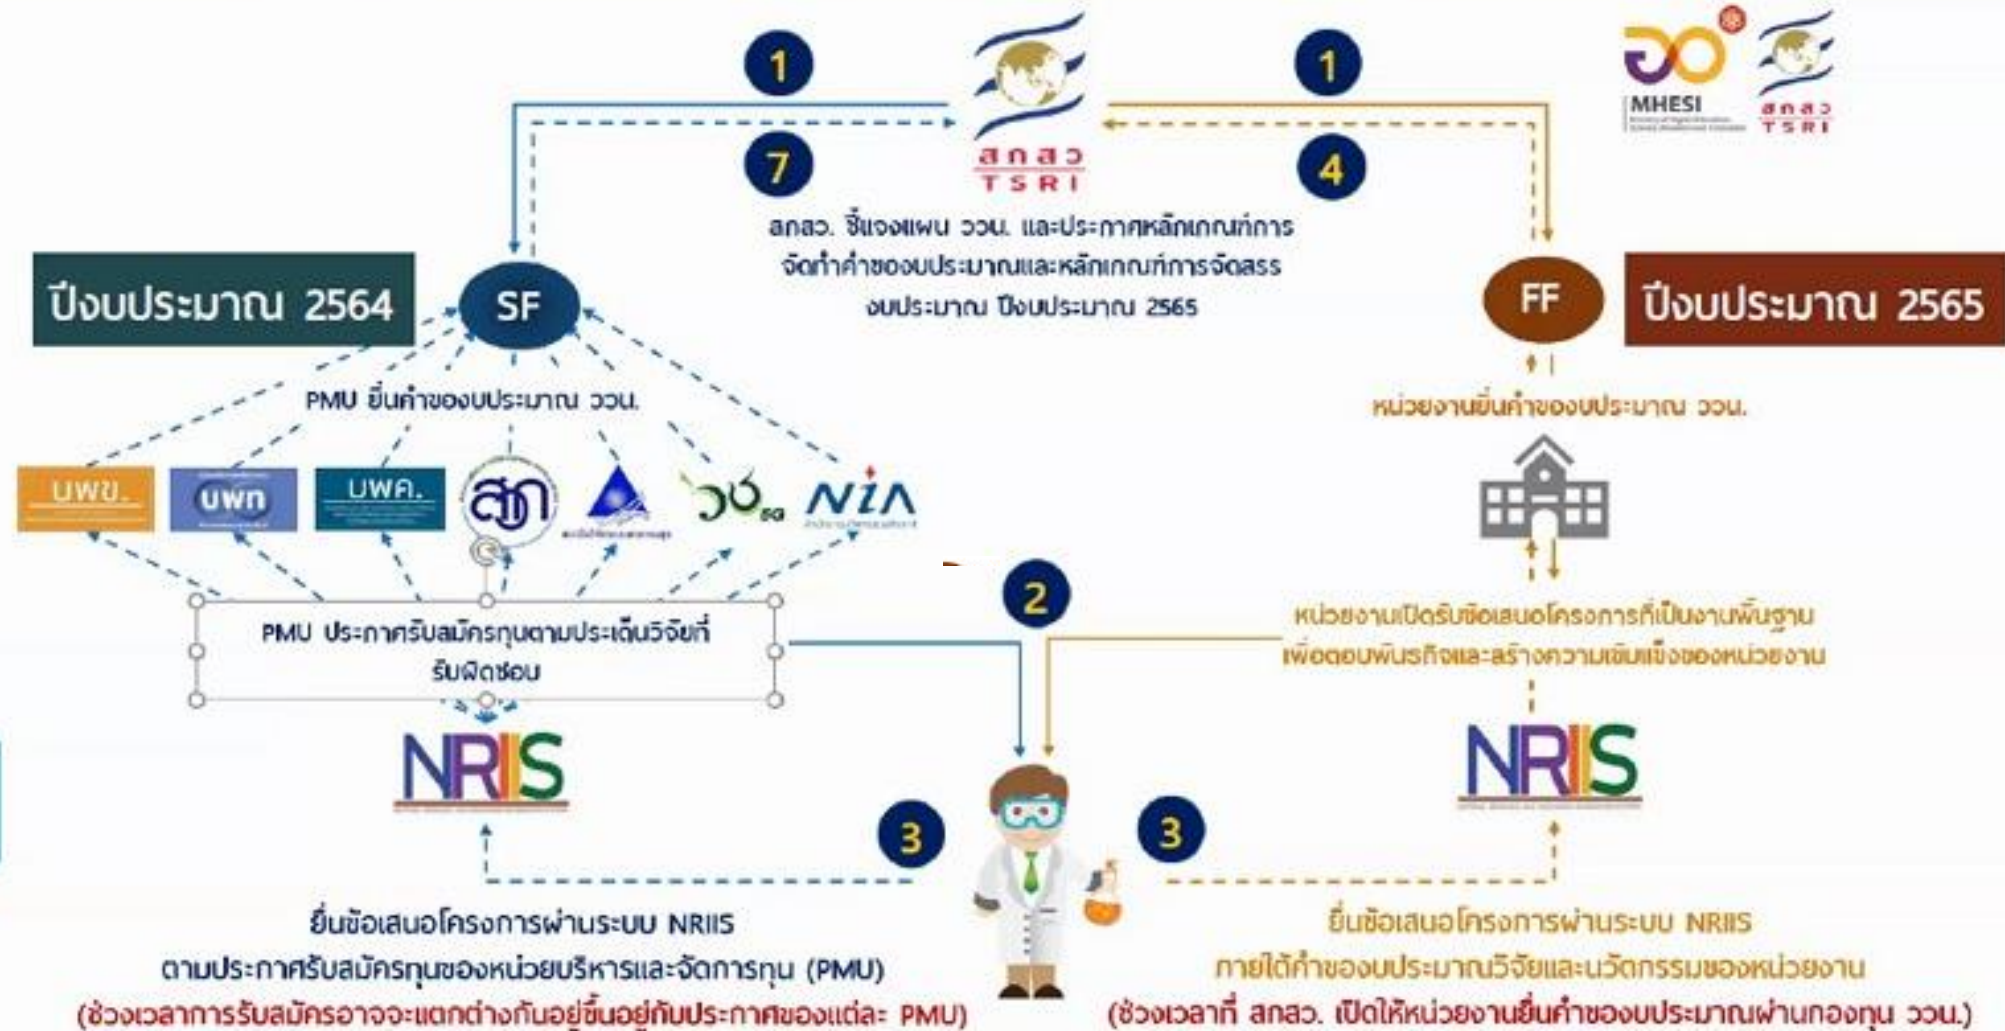 1
1
MHESI
สกสว
TSRI
สกสว
TSRI
7
4
สกสว. ชี้แจงแผน ววน. และประกาศหลักเกณฑ์การ
จัดทำคำของบประมาณและหลักเกณฑ์การจัดสรร
งบประมาณ ปีงบประมาณ 2565
ปีงบประมาณ 2564
SF
FF
ปีงบประมาณ 2565
PMU ยื่นคำของบประมาณ ววน.
หน่วยงานยื่นคำของบประมาณ ววน.
บพข.
บพท
บพค.
สวก
วช
NIA
2
PMU ประกาศรับสมัครทุนตามประเด็นวิจัยที่
รับผิดชอบ
หน่วยงานเปิดรับข้อเสนอโครงการที่เป็นงานพื้นฐาน
เพื่อตอบพันธกิจและสร้างความเข้มแข็งของหน่วยงาน
NRIIS
NRIIS
3
3
ยื่นข้อเสนอโครงการผ่านระบบ NRIIS
ตามประกาศรับสมัครทุนของหน่วยบริหารและจัดการทุน (PMU)
(ช่วงเวลาการรับสมัครอาจจะแตกต่างกันอยู่ขึ้นอยู่กับประกาศของแต่ละ PMU)
ยื่นข้อเสนอโครงการผ่านระบบ NRIIS
ภายใต้คำของบประมาณวิจัยและนวัตกรรมของหน่วยงาน
(ช่วงเวลาที่ สกสว. เปิดให้หน่วยงานยื่นคำของบประมาณผ่านกองทุน ววน.)